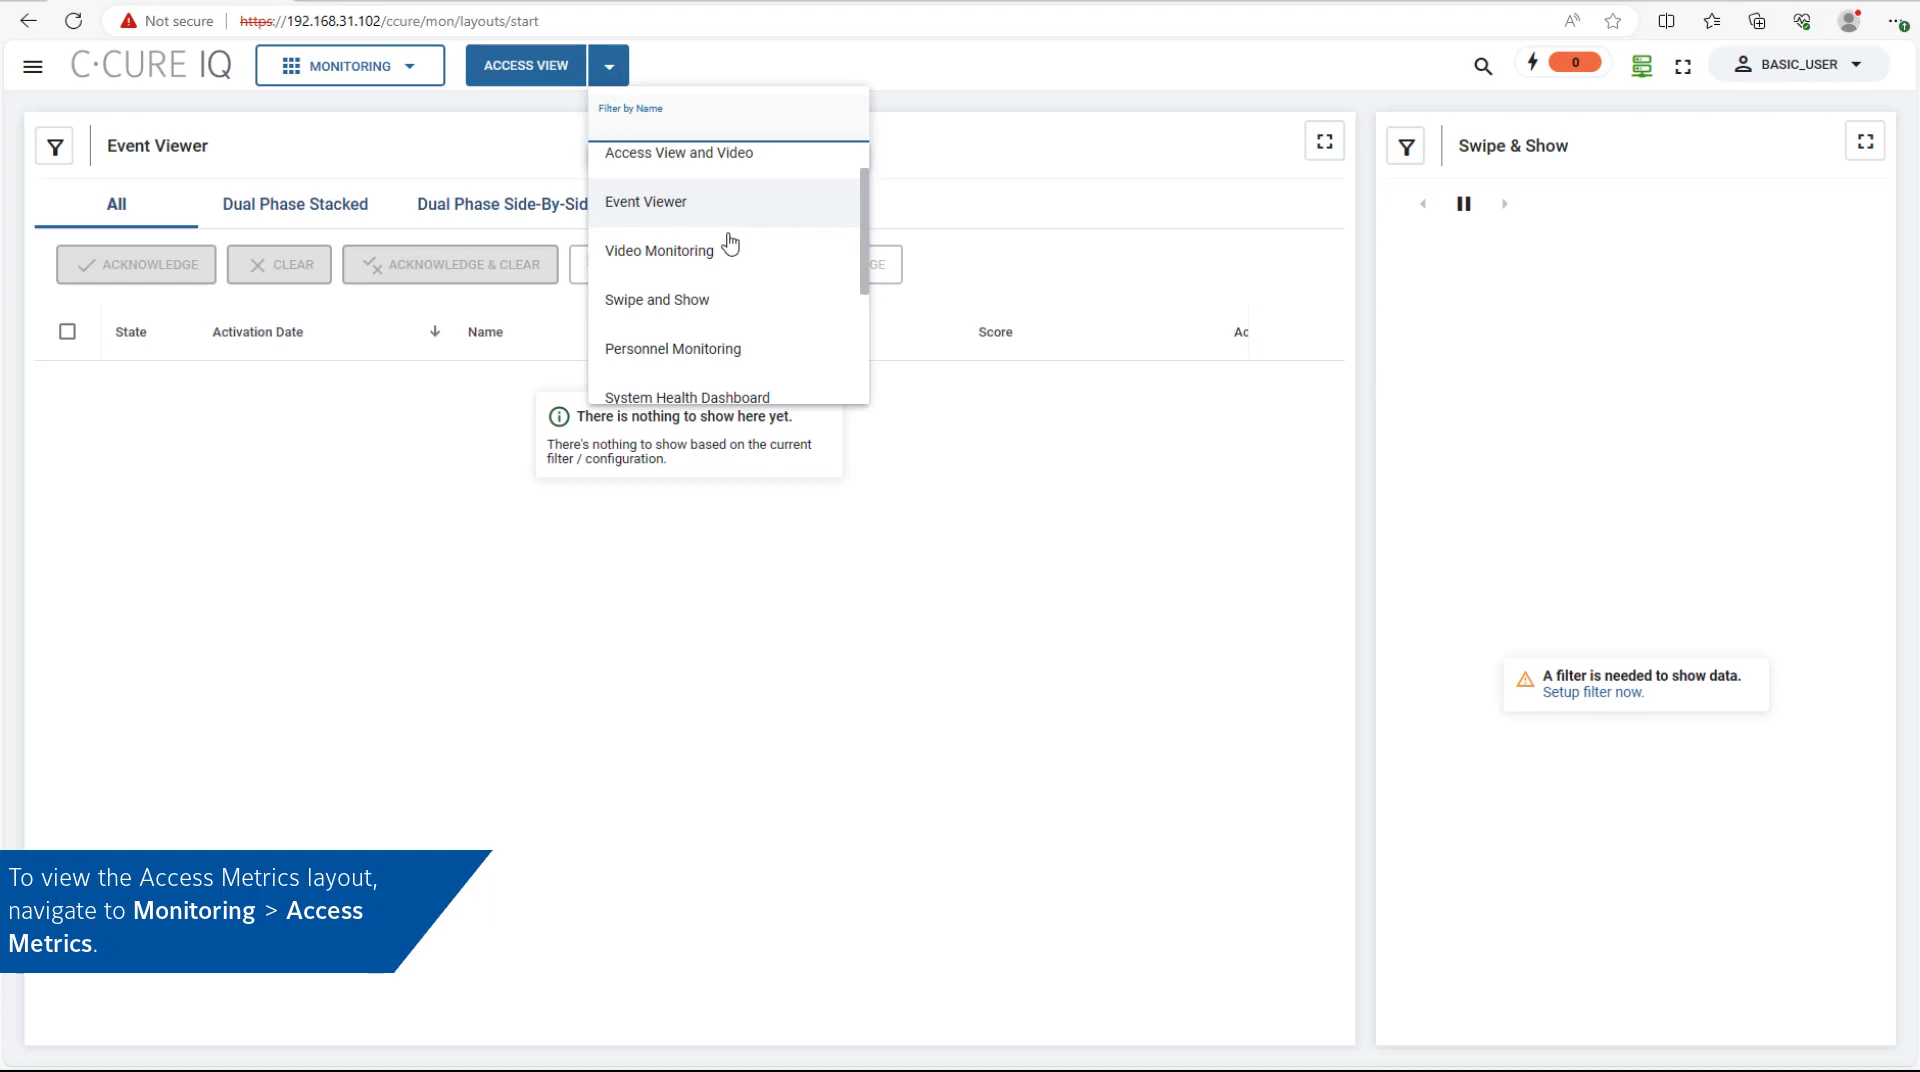 Not secure
https://192.168.31.102/ccure/mon/layouts/start
C•CURE IQ
MONITORING
ACCESS VIEW
0
BASIC_USER
Filter by Name
Access View and Video
Event Viewer
Video Monitoring
Swipe and Show
Personnel Monitoring
System Health Dashboard
Event Viewer
All
Dual Phase Stacked
Dual Phase Side-By-Sid
ACKNOWLEDGE
CLEAR
ACKNOWLEDGE & CLEAR
GE
State
Activation Date
Name
Score
Ac
There is nothing to show here yet.
There's nothing to show based on the current
filter / configuration.
Swipe & Show
A filter is needed to show data.
Setup filter now.
To view the Access Metrics layout,
navigate to Monitoring > Access
Metrics.